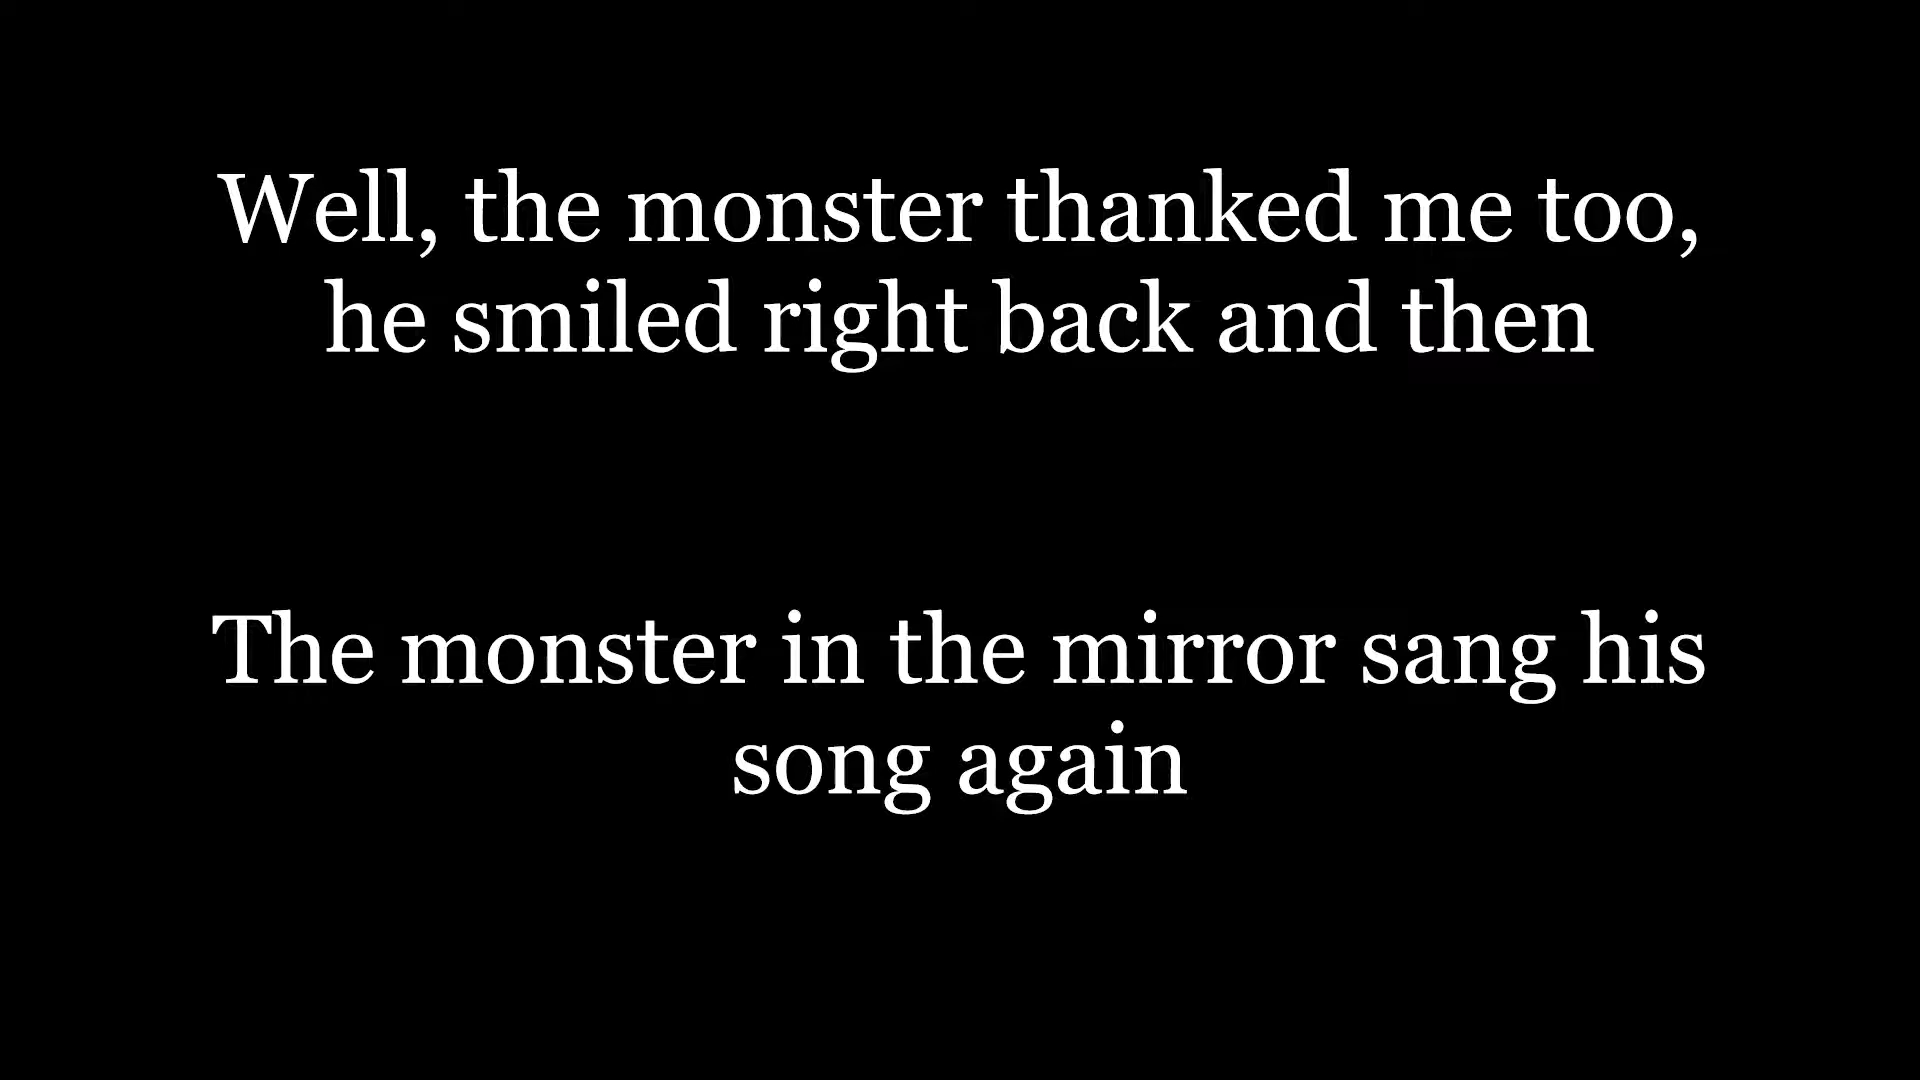 Well, the monster thanked me too,
he smiled right back and then
The monster in the mirror sang his
song again